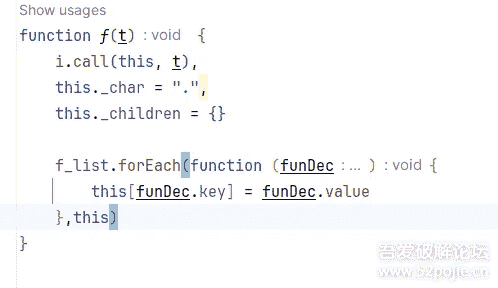 Show usages
function f(t) : void {
    i.call(this, t),
    this._char = ".",
    this._children = {}
    f_list.forEach(function (funDec : ... ) : void {
        this[funDec.key] = funDec.value
    },this)
}
吾爱破解论坛
www.52pojie.cn